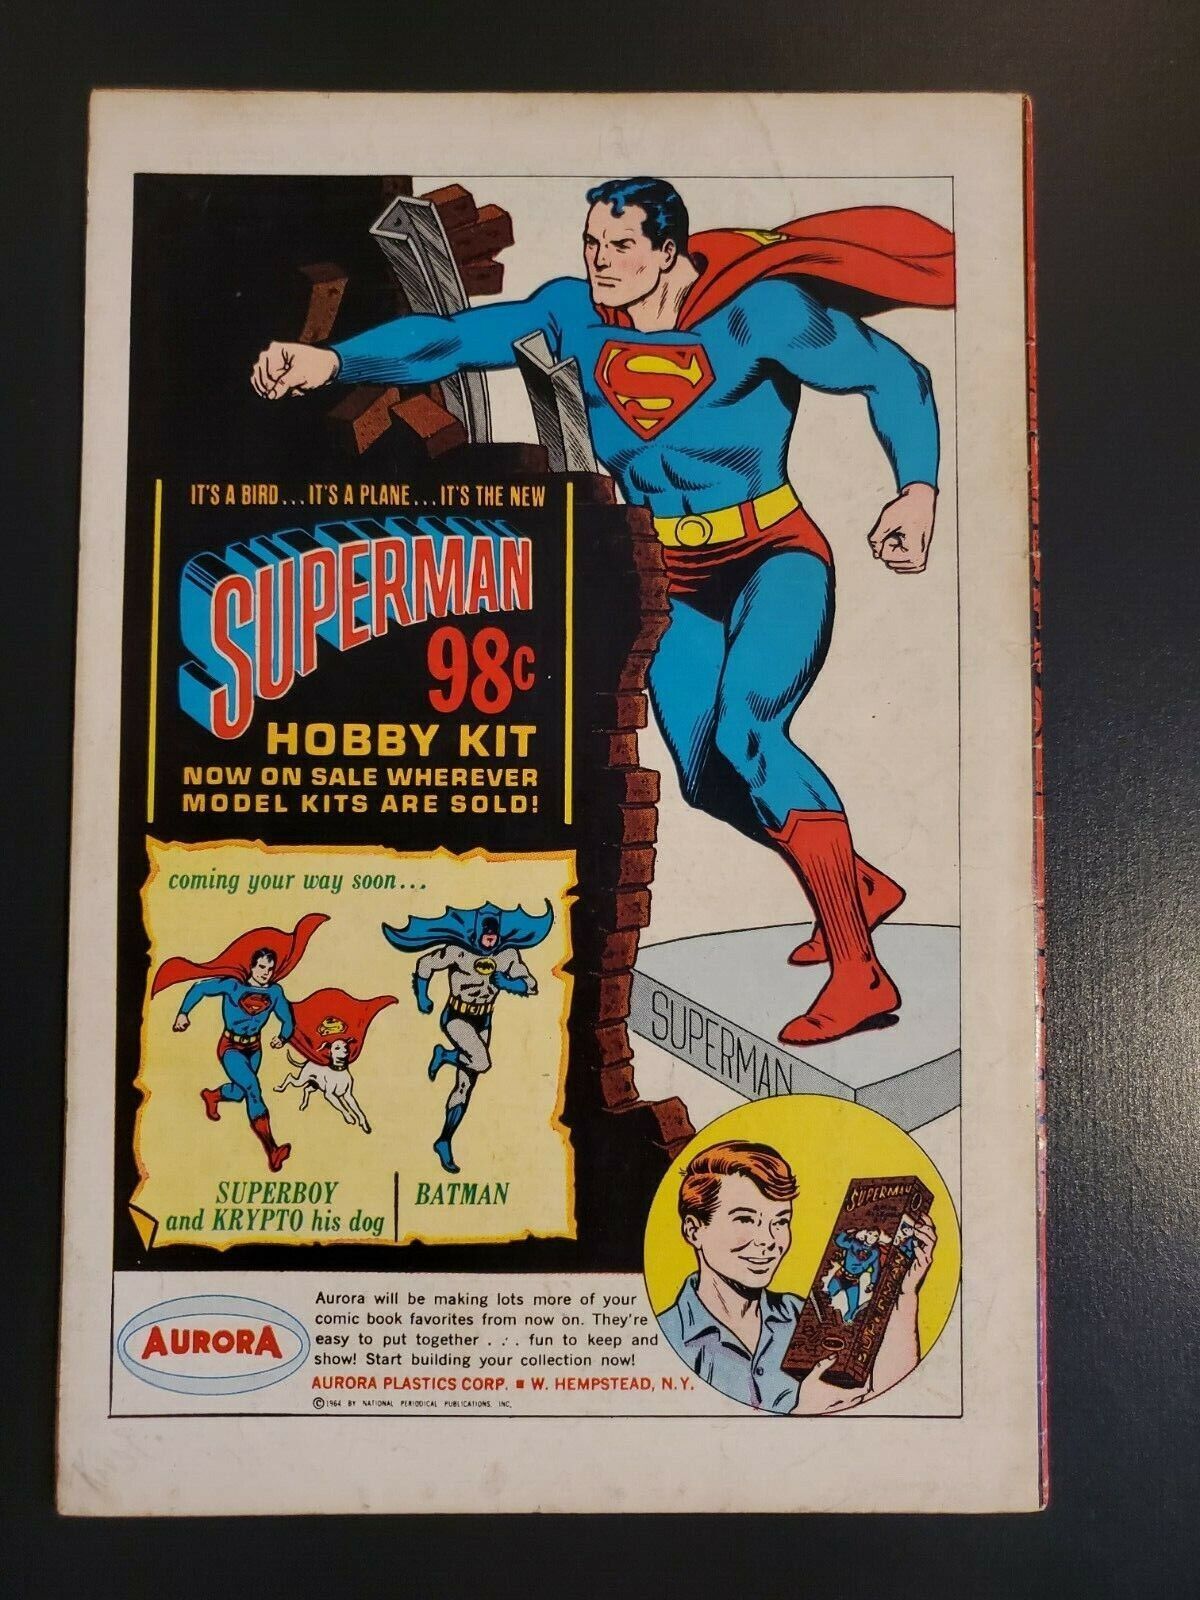 IT'S A BIRD...IT'S A PLANE...IT'S THE NEW
SUPERMAN
98c
HOBBY KIT
NOW ON SALE WHEREVER
MODEL KITS ARE SOLD!
coming your way soon...
SUPERBOY
and KRYPTO his dog
BATMAN
SUPERMAN
SUPERMAN
AURORA
Aurora will be making lots more of your
comic book favorites from now on. They're
easy to put together . . . fun to keep and
show! Start building your collection now!
AURORA PLASTICS CORP. ■ W. HEMPSTEAD, N.Y.
©1964 BY NATIONAL PERIODICAL PUBLICATIONS, INC.